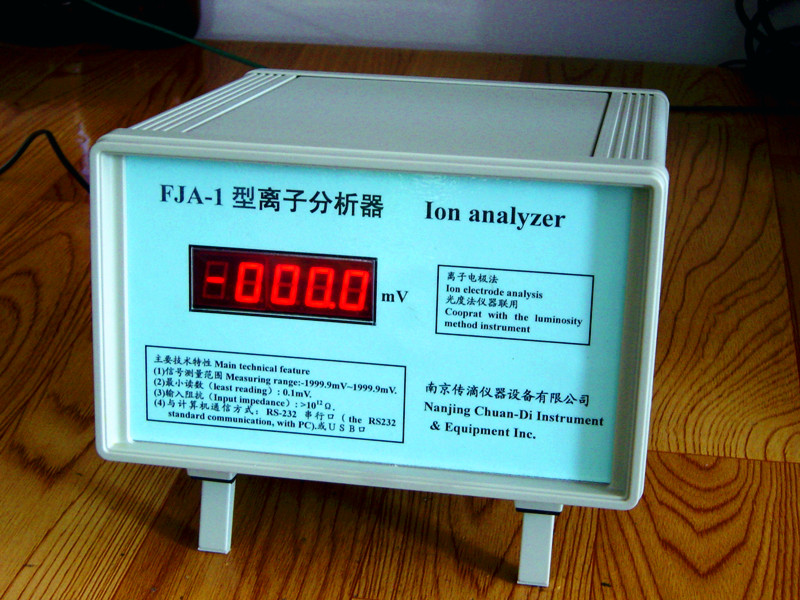 FJA-1 型离子分析器 Ion analyzer
-000.0 mV
离子电极法
Ion electrode analysis
光度法仪器联用
Cooprat with the luminosity
method instrument
主要技术特性 Main technical feature
(1)信号测量范围 Measuring range:-1999.9mV~1999.9mV.
(2)最小读数（least reading）: 0.1mV.
(3)输入阻抗（Input impedance）: >10¹²Ω.
(4)与计算机通信方式：RS-232 串行口（the RS232
standard communication, with PC).或USB口
南京传滴仪器设备有限公司
Nanjing Chuan-Di Instrument
& Equipment Inc.